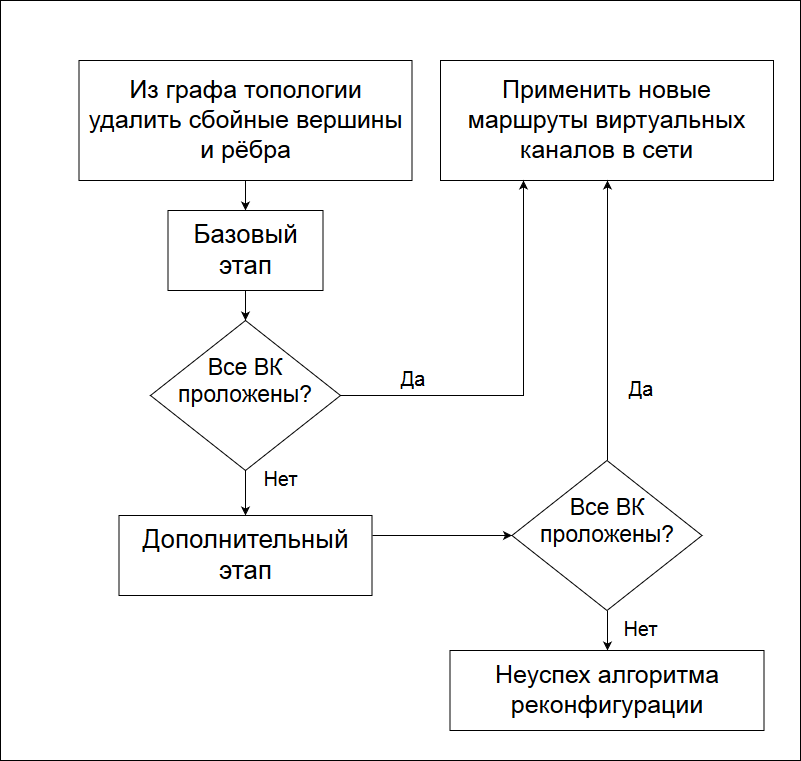 Из графа топологии
удалить сбойные вершины
и рёбра
Применить новые
маршруты виртуальных
каналов в сети
Базовый
этап
Все ВК
проложены?
Да
Нет
Дополнительный
этап
Все ВК
проложены?
Да
Нет
Неуспех алгоритма
реконфигурации